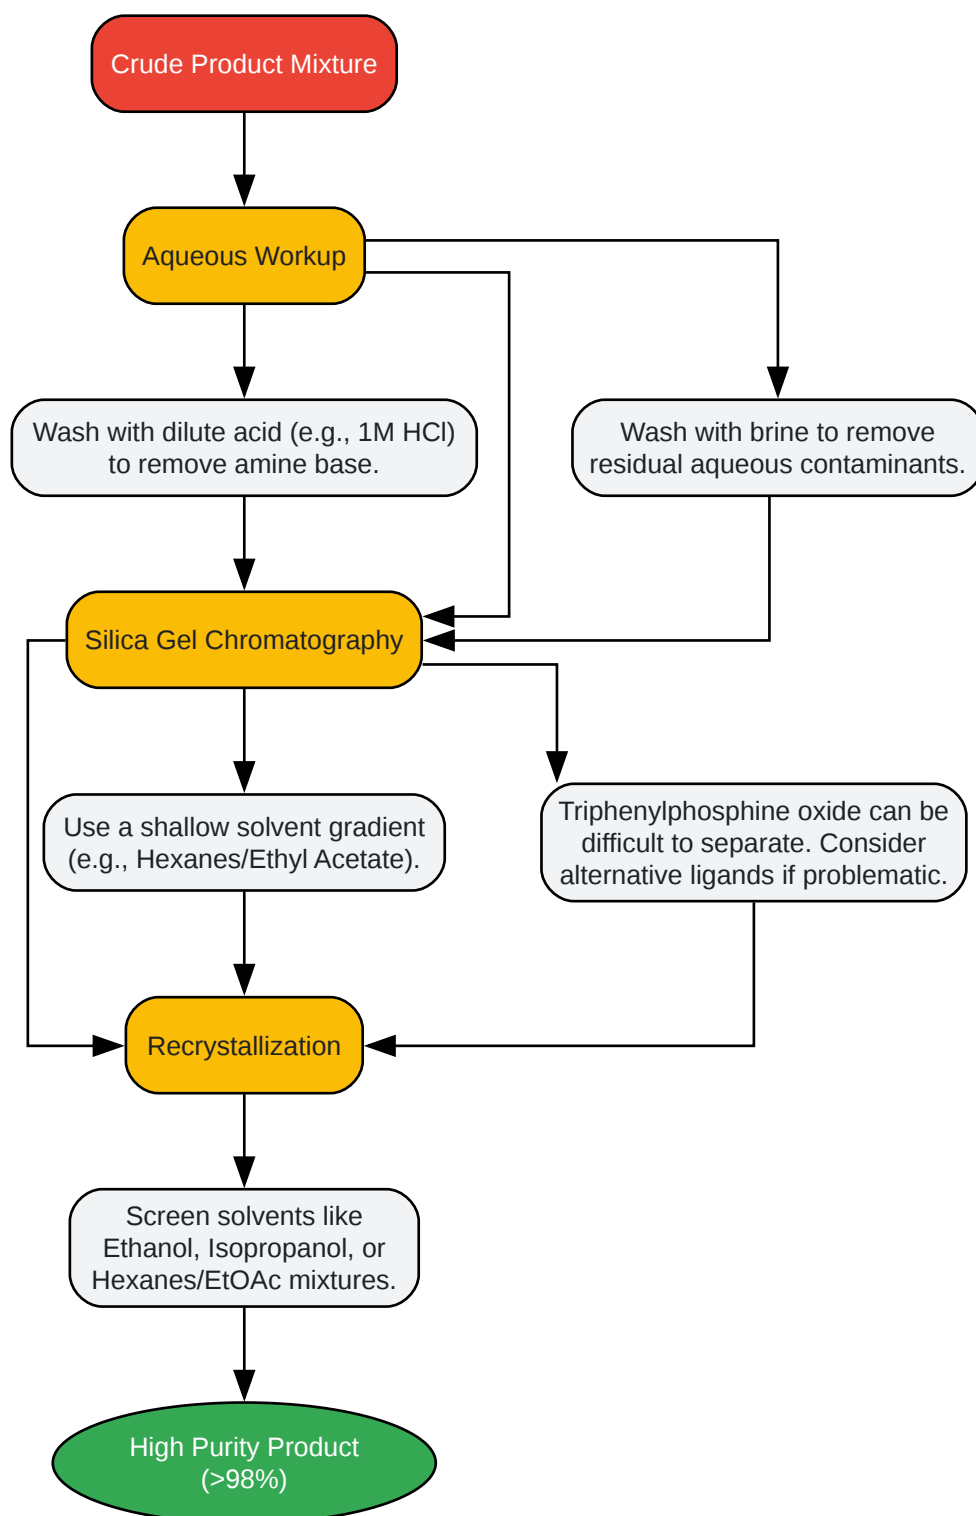 Crude Product Mixture
Aqueous Workup
Wash with dilute acid (e.g., 1M HCl)
to remove amine base.
Wash with brine to remove
residual aqueous contaminants.
Silica Gel Chromatography
Use a shallow solvent gradient
(e.g., Hexanes/Ethyl Acetate).
Triphenylphosphine oxide can be
difficult to separate. Consider
alternative ligands if problematic.
Recrystallization
Screen solvents like
Ethanol, Isopropanol, or
Hexanes/EtOAc mixtures.
High Purity Product
(>98%)